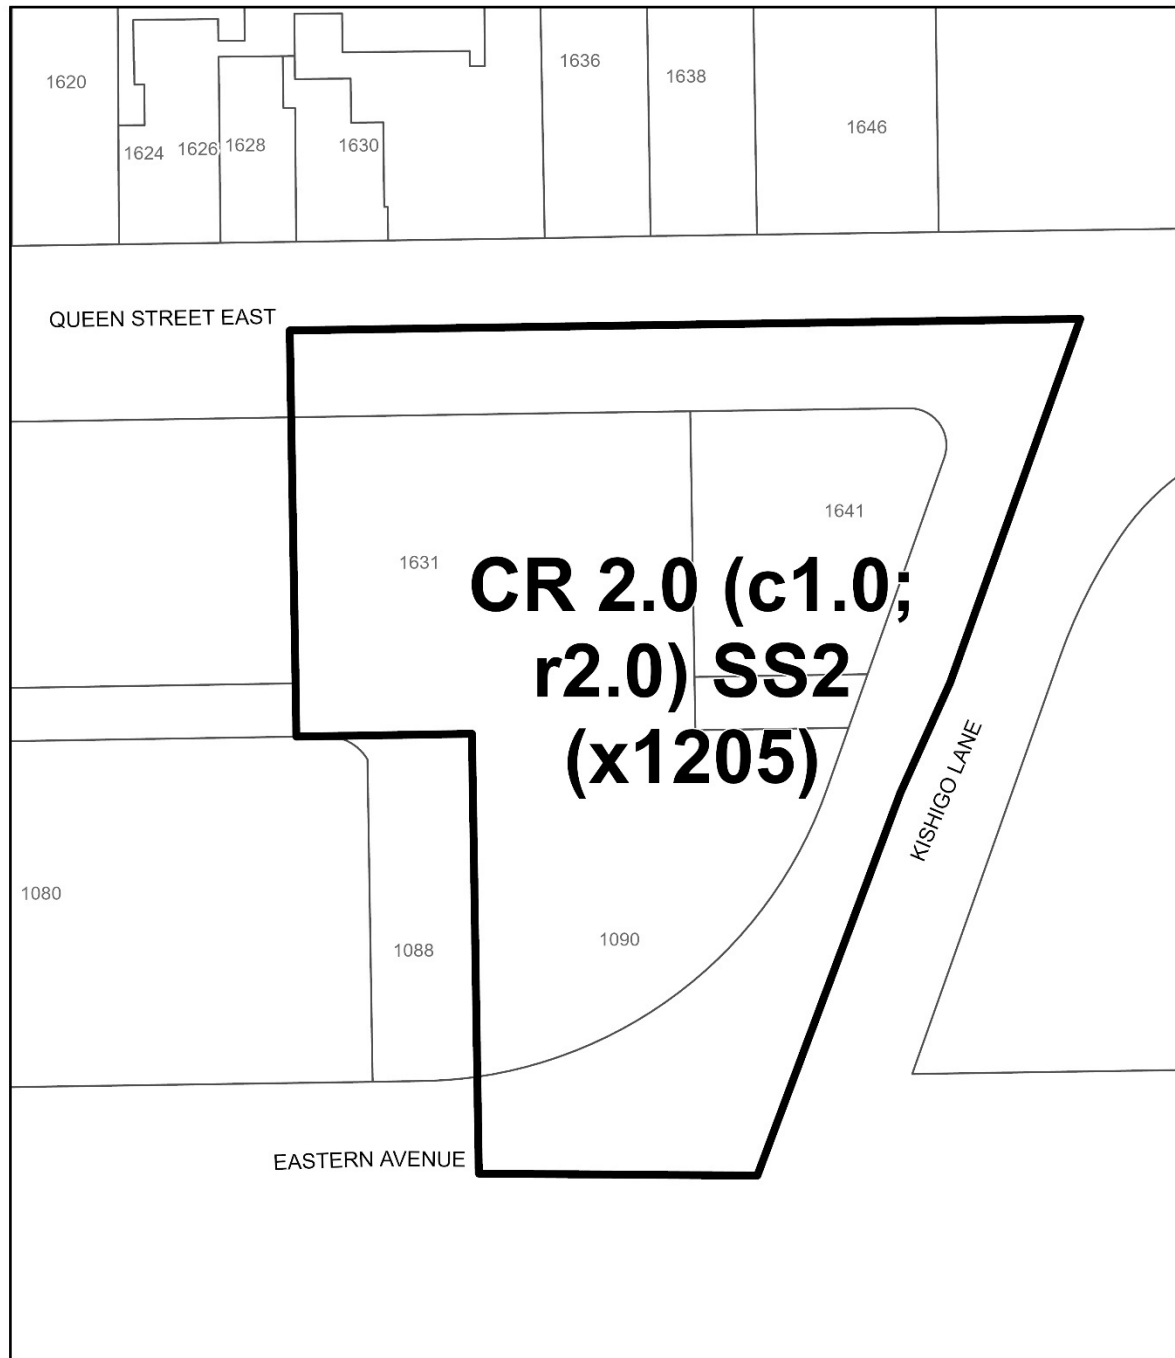 1620
1636
1638
1646
1624
1626
1628
1630
QUEEN STREET EAST
1641
1631
CR 2.0 (c1.0;
r2.0) SS2
(x1205)
KISHIGO LANE
1080
1088
1090
EASTERN AVENUE